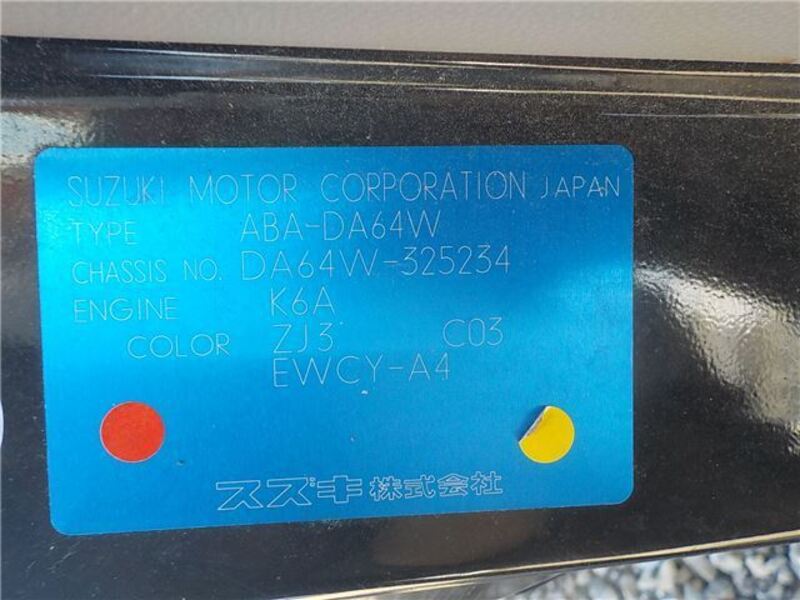 SUZUKI MOTOR CORPORATION JAPAN
TYPE ABA-DA64W
CHASSIS NO. DA64W-325234
ENGINE K6A
COLOR ZJ3 C03
EWCY-A4
スズキ株式会社